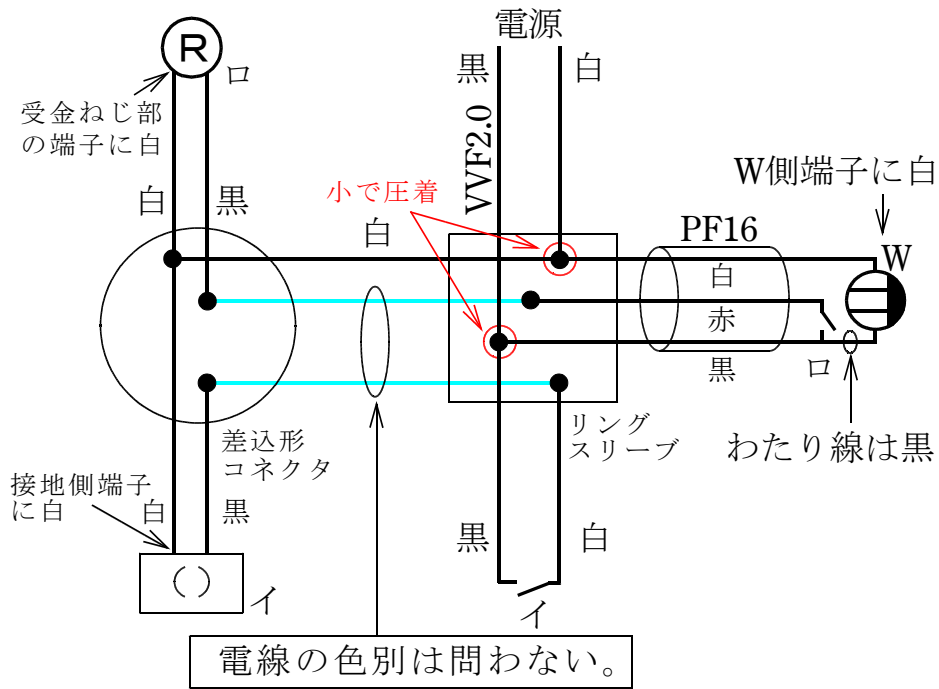 電源
R
ロ
黒
白
受金ねじ部
の端子に白
VVF2.0
W側端子に白
小で圧着
白
黒
白
PF16
W
白
赤
黒
ロ
リング
スリーブ
わたり線は黒
差込形
コネクタ
接地側端子
に白
白
黒
黒
白
イ
イ
電線の色別は問わない。